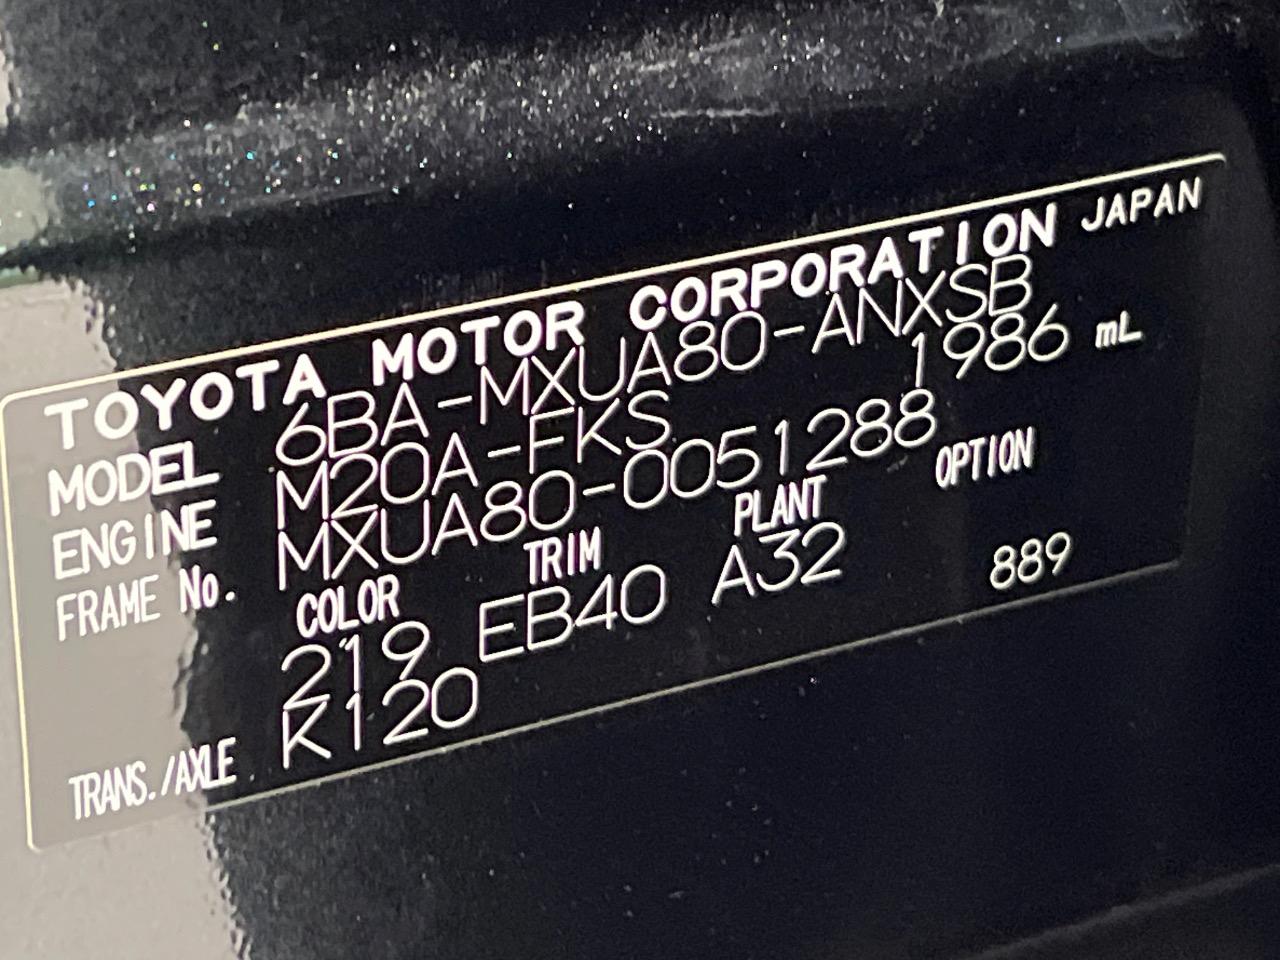 TOYOTA MOTOR CORPORATION JAPAN
MODEL 6BA-MXUA80-ANXSB
ENGINE M20A-FKS 1986 mL
FRAME No. MXUA80-0051288
COLOR TRIM PLANT OPTION
219 EB40 A32 889
TRANS./AXLE K120